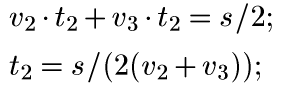 v₂ · t₂ + v₃ · t₂ = s/2;
t₂ = s/(2(v₂ + v₃));